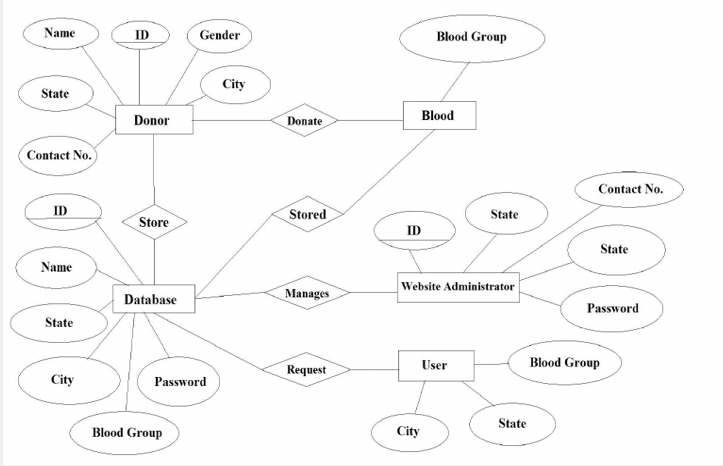 Name
ID
Gender
Blood Group
State
City
Donor
Donate
Blood
Contact No.
Contact No.
ID
Store
Stored
ID
State
Name
State
Database
Manages
Website Administrator
State
Password
City
Password
Request
User
Blood Group
Blood Group
City
State